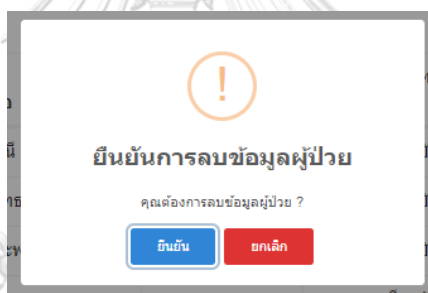 !
ยืนยันการลบข้อมูลผู้ป่วย
คุณต้องการลบข้อมูลผู้ป่วย ?
ยืนยัน
ยกเลิก